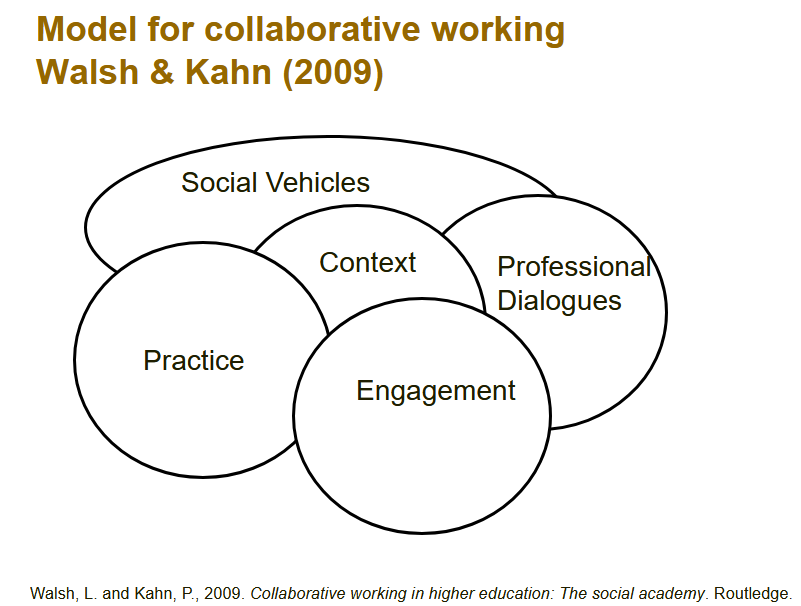 Model for collaborative working
Walsh & Kahn (2009)
Social Vehicles
Context
Professional
Dialogues
Practice
Engagement
Walsh, L. and Kahn, P., 2009. Collaborative working in higher education: The social academy. Routledge.